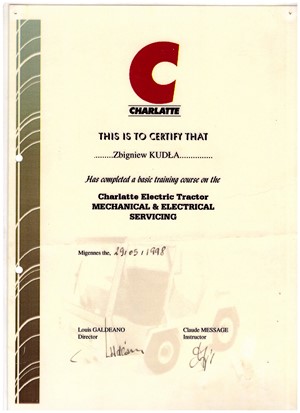 CHARLATTE
THIS IS TO CERTIFY THAT
.........Zbigniew KUDŁA................
Has completed a basic training course on the
Charlatte Electric Tractor
MECHANICAL & ELECTRICAL
SERVICING
Migennes the, 29/05/1998
Louis GALDEANO Claude MESSAGE
Director Instructor